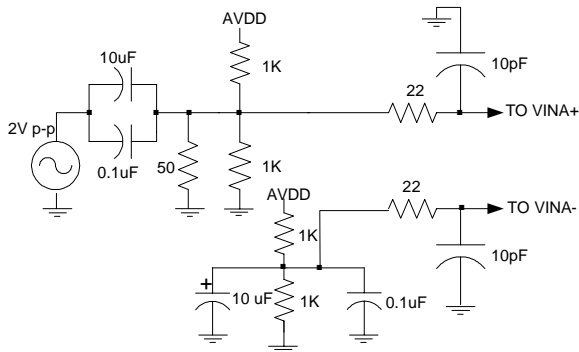 AVDD
10uF
1K
10pF
22
2V p-p
TO VINA+
0.1uF
50
1K
22
AVDD
TO VINA-
1K
10pF
+
10 uF
1K
0.1uF